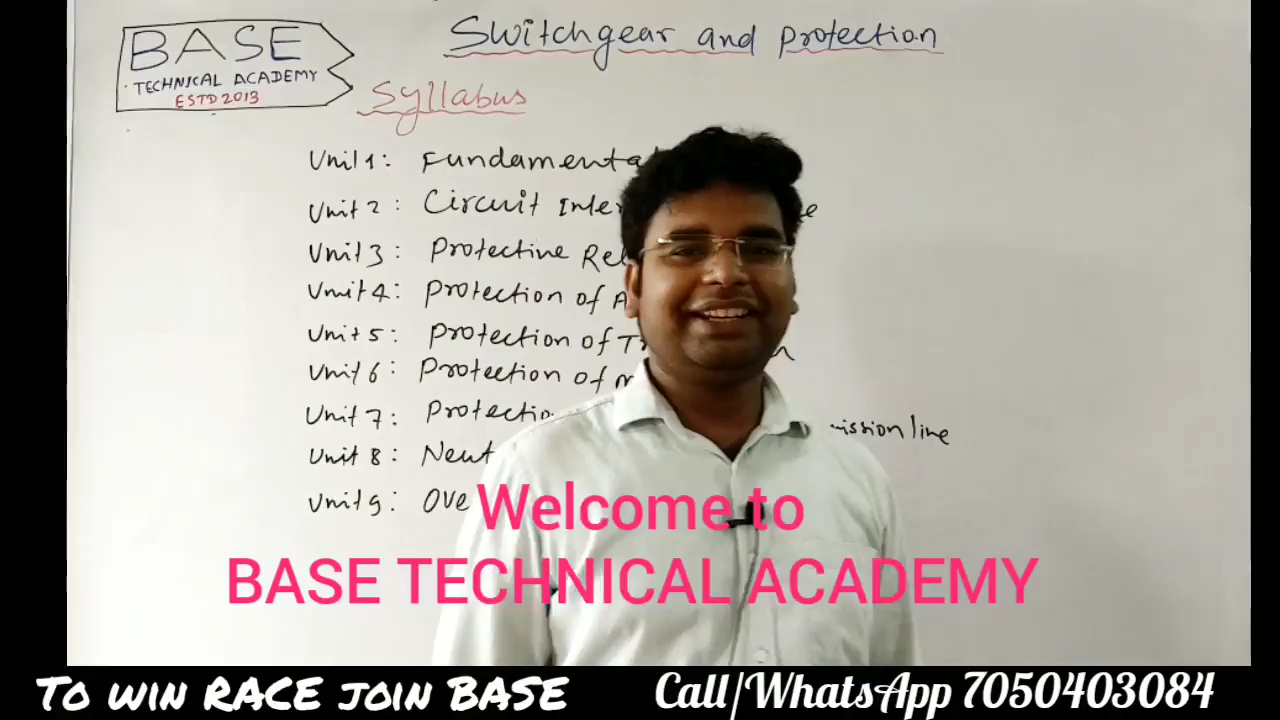 Switchgear and protection
BASE
TECHNICAL ACADEMY
ESTD 2013
Syllabus
Unit 1: Fundamenta
Unit 2: Circuit Inte
Unit 3: Protective Rel
Unit 4: Protection of A
Unit 5: Protection of T
Unit 6: Protection of m
Unit 7: Protectio ission line
Unit 8: Neut
Unit 9: Ove
Welcome to
BASE TECHNICAL ACADEMY
To win RACE join BASE
Call/WhatsApp 7050403084